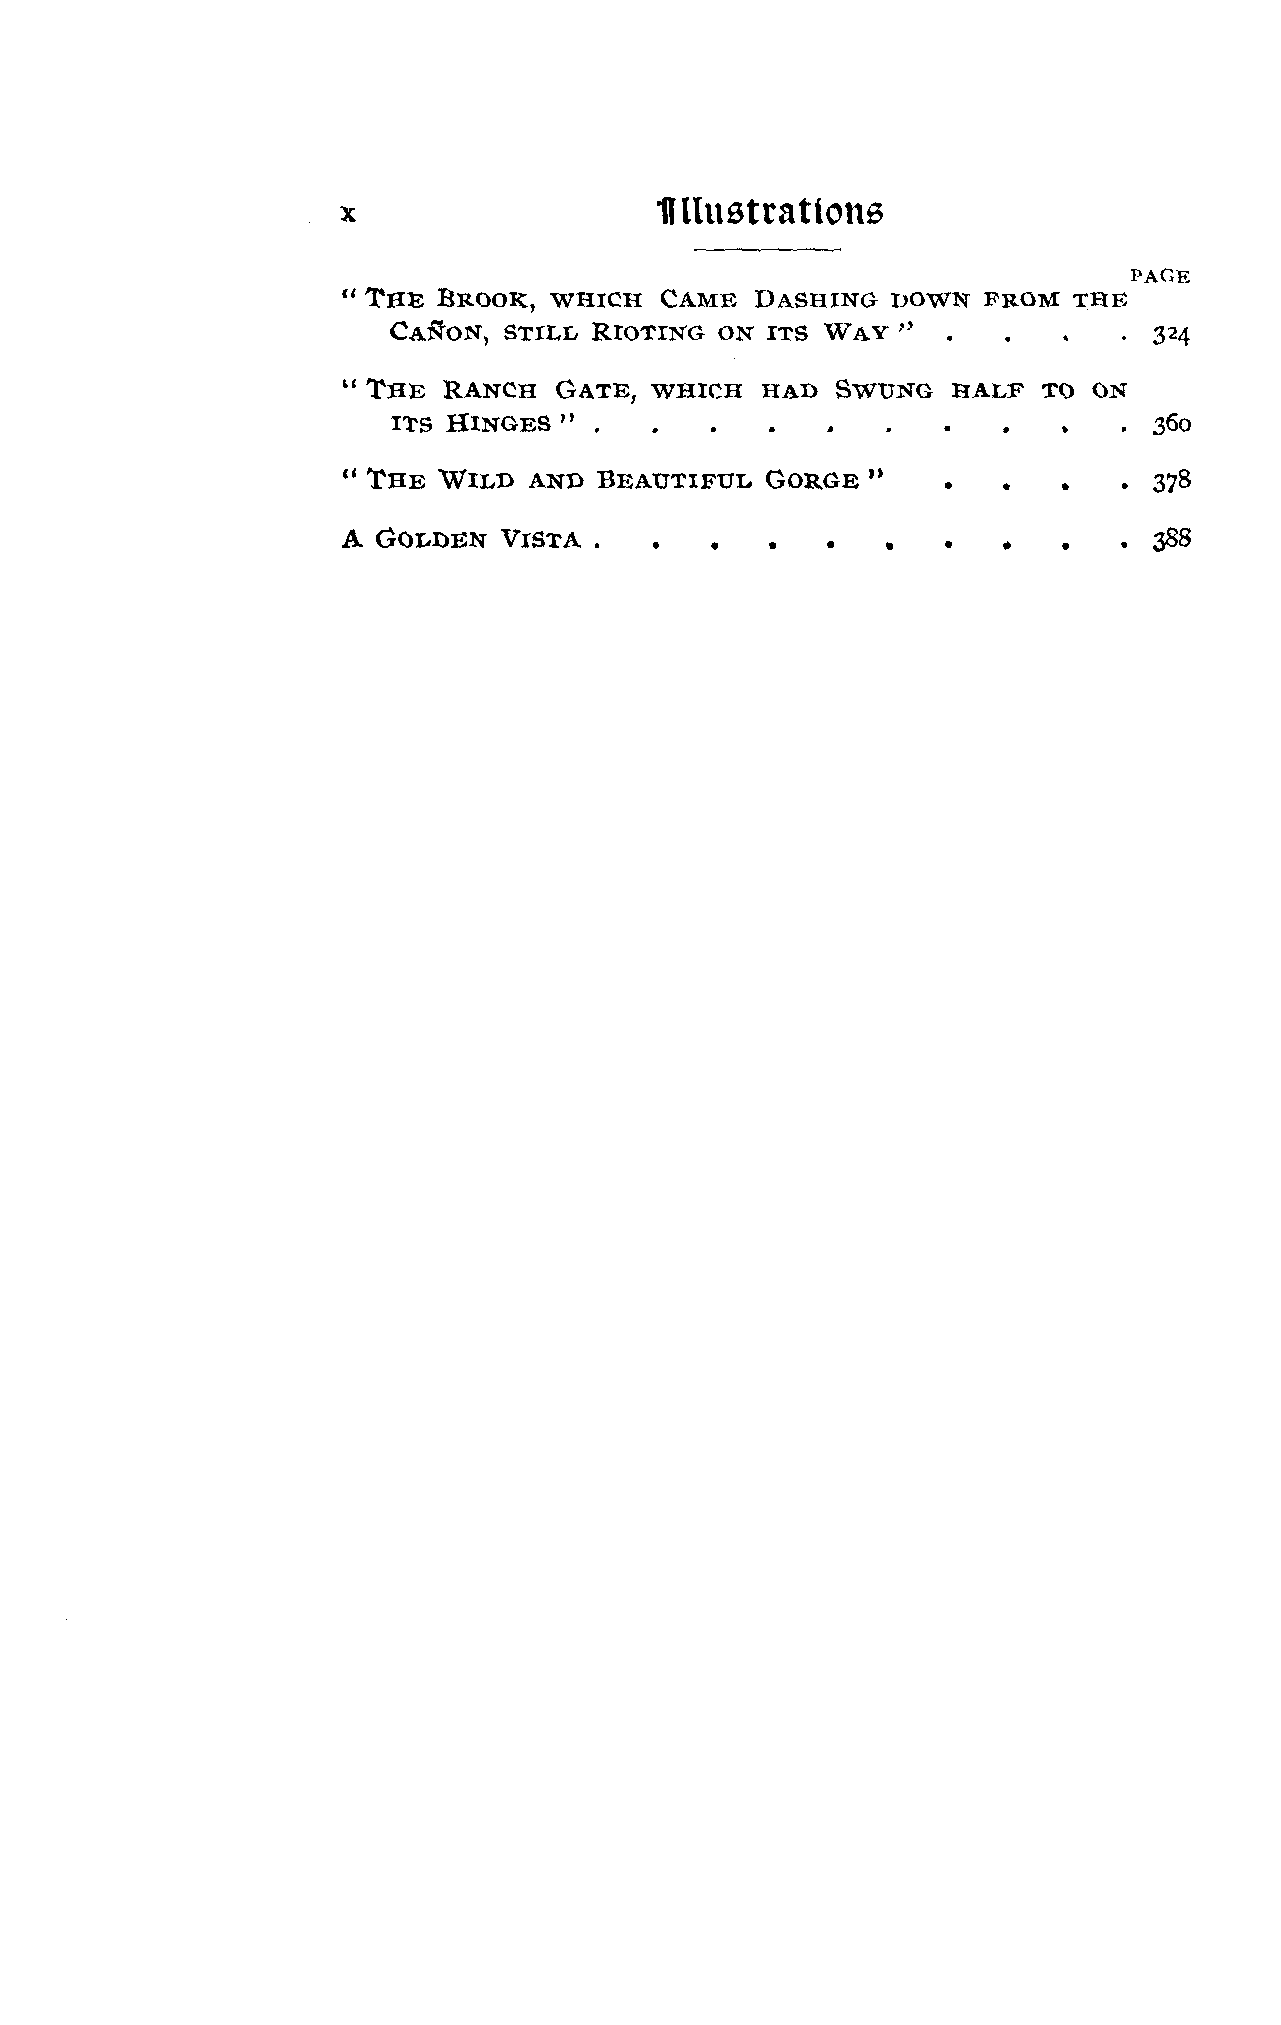 x Illustrations
PAGE
"The Brook, which Came Dashing down from the
Cañon, still Rioting on its Way" . . . . 324
"The Ranch Gate, which had Swung half to on
its Hinges" . . . . . . . . . . 360
"The Wild and Beautiful Gorge" . . . . 378
A Golden Vista . . . . . . . . . . 388